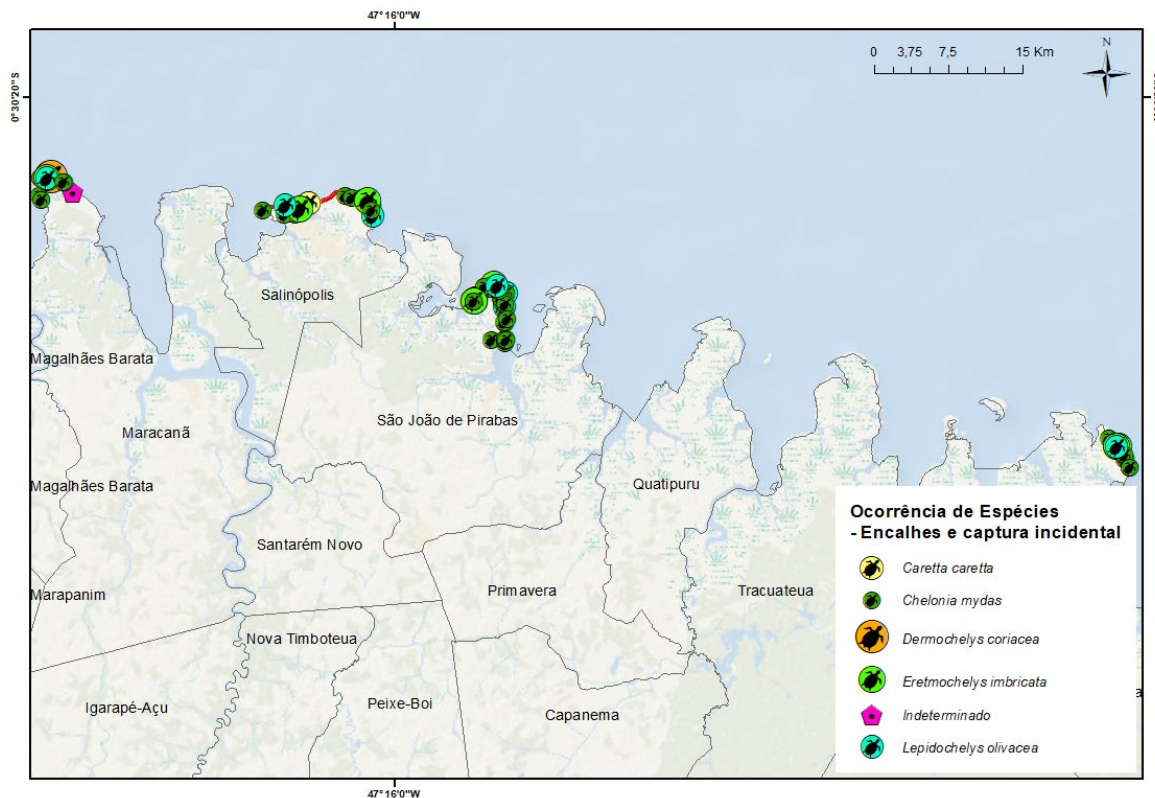 47°16'0"W
0 3,75 7,5 15 Km
N
0°30'20"S
Salinópolis
Magalhães Barata
São João de Pirabas
Maracanã
Magalhães Barata
Quatipuru
Santarém Novo
Marapanim
Primavera
Tracuateua
Nova Timboteua
Igarapé-Açu
Peixe-Boi
Capanema
Ocorrência de Espécies
- Encalhes e captura incidental
Caretta caretta
Chelonia mydas
Dermochelys coriacea
Eretmochelys imbricata
Indeterminado
Lepidochelys olivacea
47°16'0"W